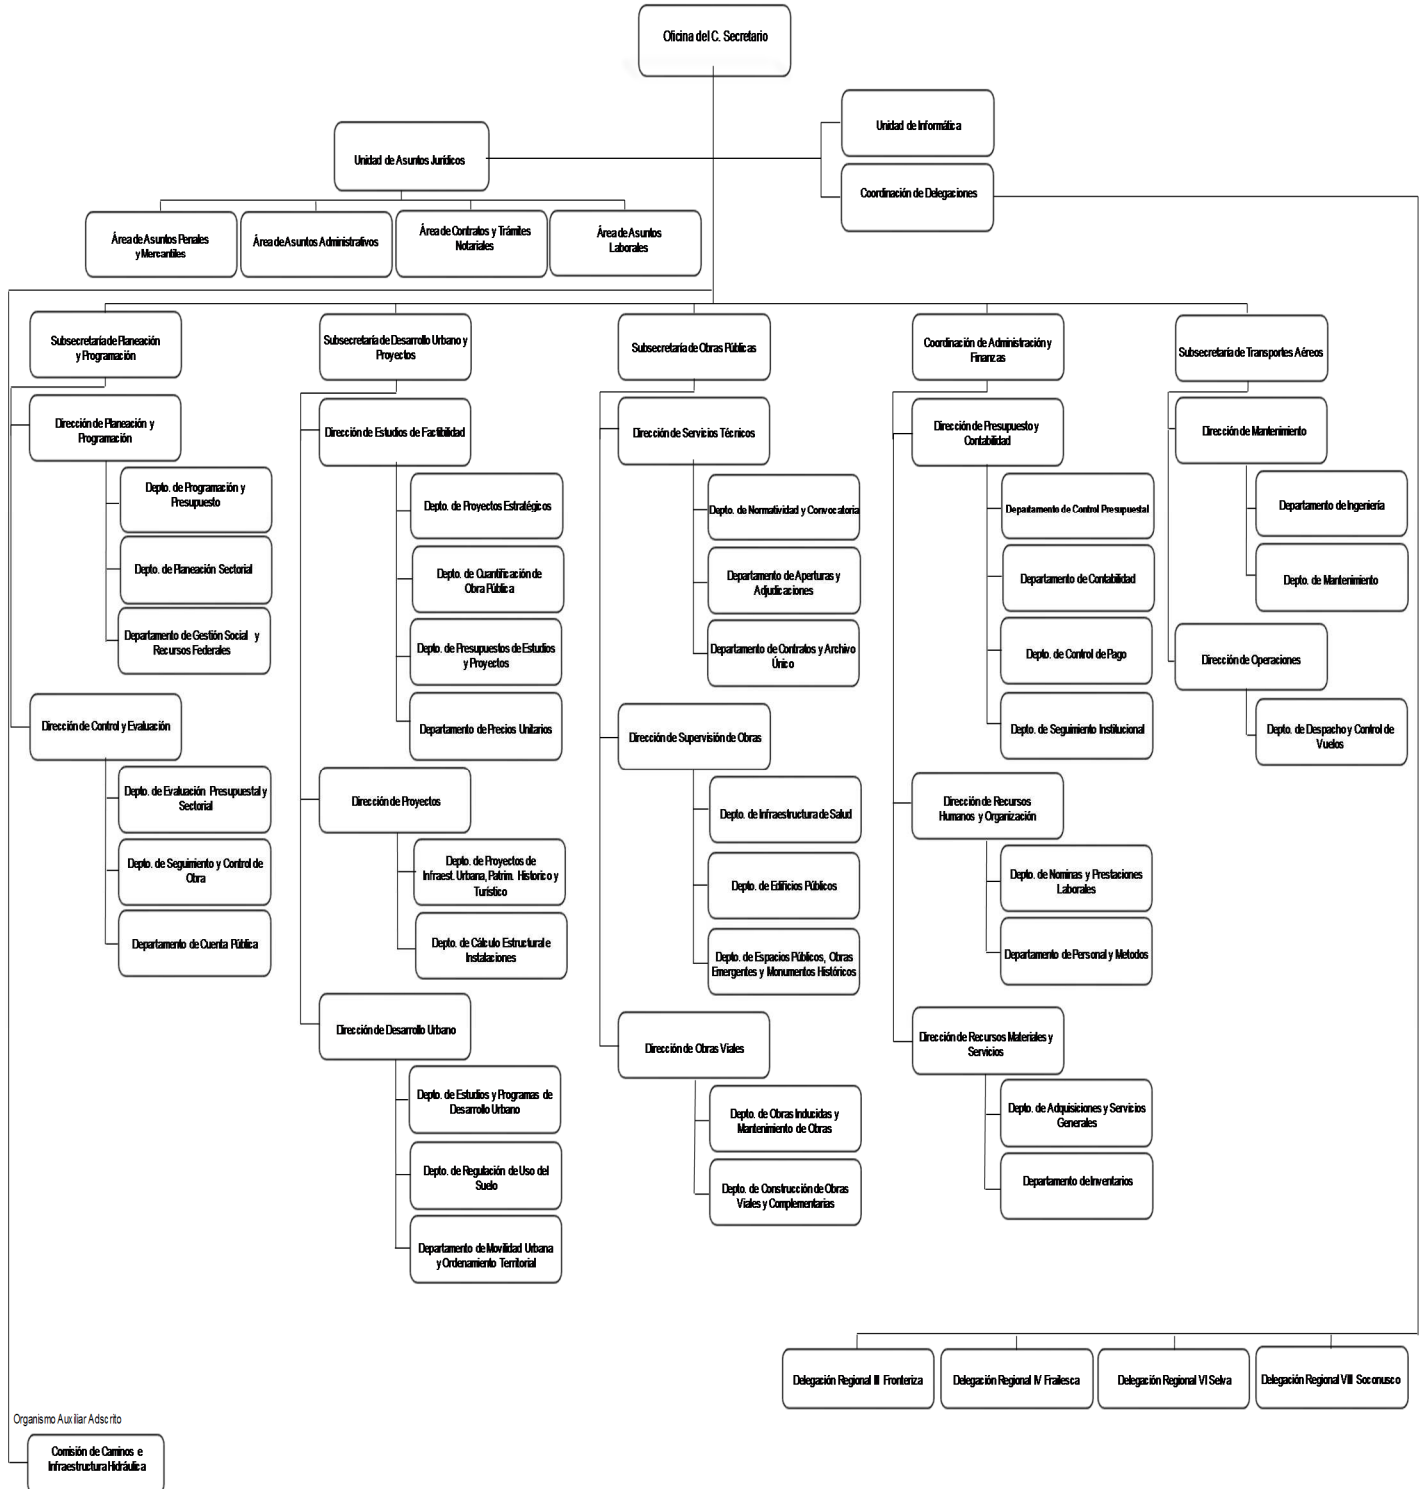 Oficina del C. Secretario
Unidad de Informática
Unidad de Asuntos Jurídicos
Coordinación de Delegaciones
Área de Asuntos Penales
y Mercantiles
Área de Asuntos Administrativos
Área de Contratos y Trámites
Notariales
Área de Asuntos
Laborales
Subsecretaría de Planeación
y Programación
Dirección de Planeación y
Programación
Depto. de Programación y
Presupuesto
Depto. de Planeación Sectorial
Departamento de Gestión Social y
Recursos Federales
Dirección de Control y Evaluación
Depto. de Evaluación Presupuestal y
Sectorial
Depto. de Seguimiento y Control de
Obra
Departamento de Cuenta Pública
Subsecretaría de Desarrollo Urbano y
Proyectos
Dirección de Estudios de Factibilidad
Depto. de Proyectos Estratégicos
Depto. de Cuantificación de
Obra Pública
Depto. de Presupuestos de Estudios
y Proyectos
Departamento de Precios Unitarios
Dirección de Proyectos
Depto. de Proyectos de
Infraest. Urbana, Patrim. Historico y
Turístico
Depto. de Cálculo Estructural e
Instalaciones
Dirección de Desarrollo Urbano
Depto. de Estudios y Programas de
Desarrollo Urbano
Depto. de Regulación de Uso del
Suelo
Departamento de Movilidad Urbana
y Ordenamiento Territorial
Subsecretaría de Obras Públicas
Dirección de Servicios Técnicos
Depto. de Normatividad y Convocatoria
Departamento de Aperturas y
Adjudicaciones
Departamento de Contratos y Archivo
Único
Dirección de Supervisión de Obras
Depto. de Infraestructura de Salud
Depto. de Edificios Públicos
Depto. de Espacios Públicos, Obras
Emergentes y Monumentos Históricos
Dirección de Obras Viales
Depto. de Obras Inducidas y
Mantenimiento de Obras
Depto. de Construcción de Obras
Viales y Complementarias
Coordinación de Administración y
Finanzas
Dirección de Presupuesto y
Contabilidad
Departamento de Control Presupuestal
Departamento de Contabilidad
Depto. de Control de Pago
Depto. de Seguimiento Institucional
Dirección de Recursos
Humanos y Organización
Depto. de Nominas y Prestaciones
Laborales
Departamento de Personal y Metodos
Dirección de Recursos Materiales y
Servicios
Depto. de Adquisiciones y Servicios
Generales
Departamento de Inventarios
Subsecretaría de Transportes Aéreos
Dirección de Mantenimiento
Departamento de Ingeniería
Depto. de Mantenimiento
Dirección de Operaciones
Depto. de Despacho y Control de
Vuelos
Delegación Regional III Fronteriza
Delegación Regional IV Frailesca
Delegación Regional VI Selva
Delegación Regional VIII Soconusco
Organismo Auxiliar Adscrito
Comisión de Caminos e
Infraestructura Hidráulica